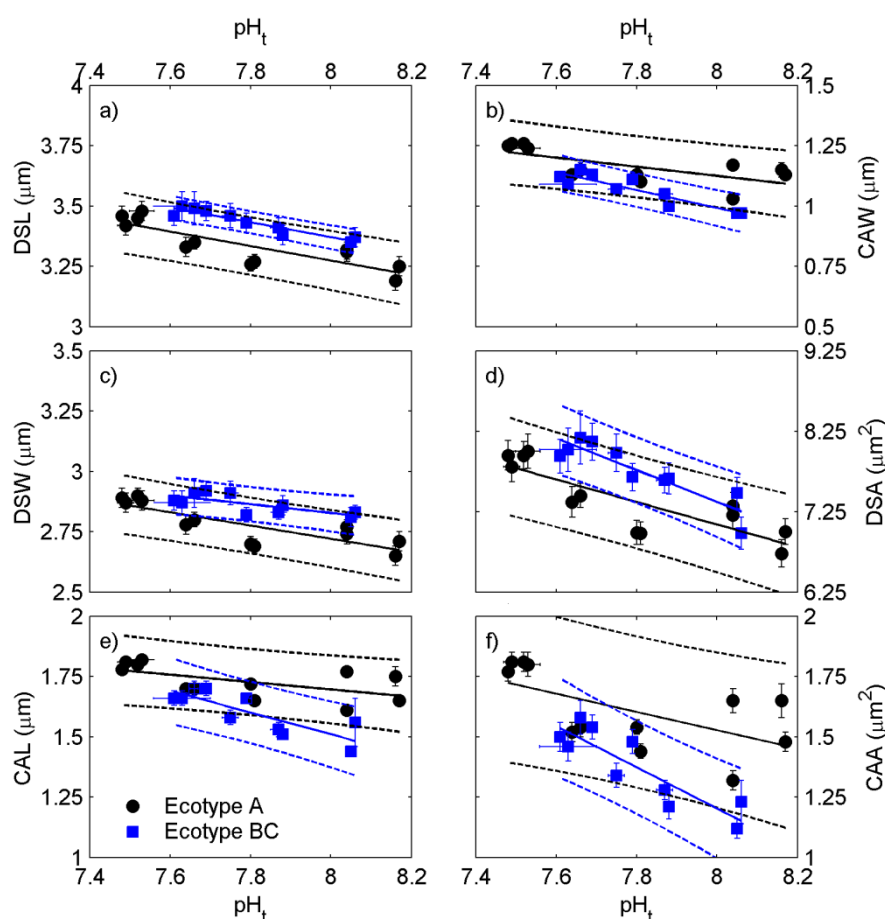 pHₜ pHₜ
7.4 7.6 7.8 8 8.2 7.4 7.6 7.8 8 8.2
a)
DSL (μm)
4
3.75
3.5
3.25
3
b)
CAW (μm)
1.5
1.25
1
0.75
0.5
c)
DSW (μm)
3.5
3.25
3
2.75
2.5
d)
DSA (μm²)
9.25
8.25
7.25
6.25
e)
CAL (μm)
2
1.75
1.5
1.25
1
Ecotype A
Ecotype BC
f)
CAA (μm²)
2
1.75
1.5
1.25
1
7.4 7.6 7.8 8 8.2 7.4 7.6 7.8 8 8.2
pHₜ pHₜ